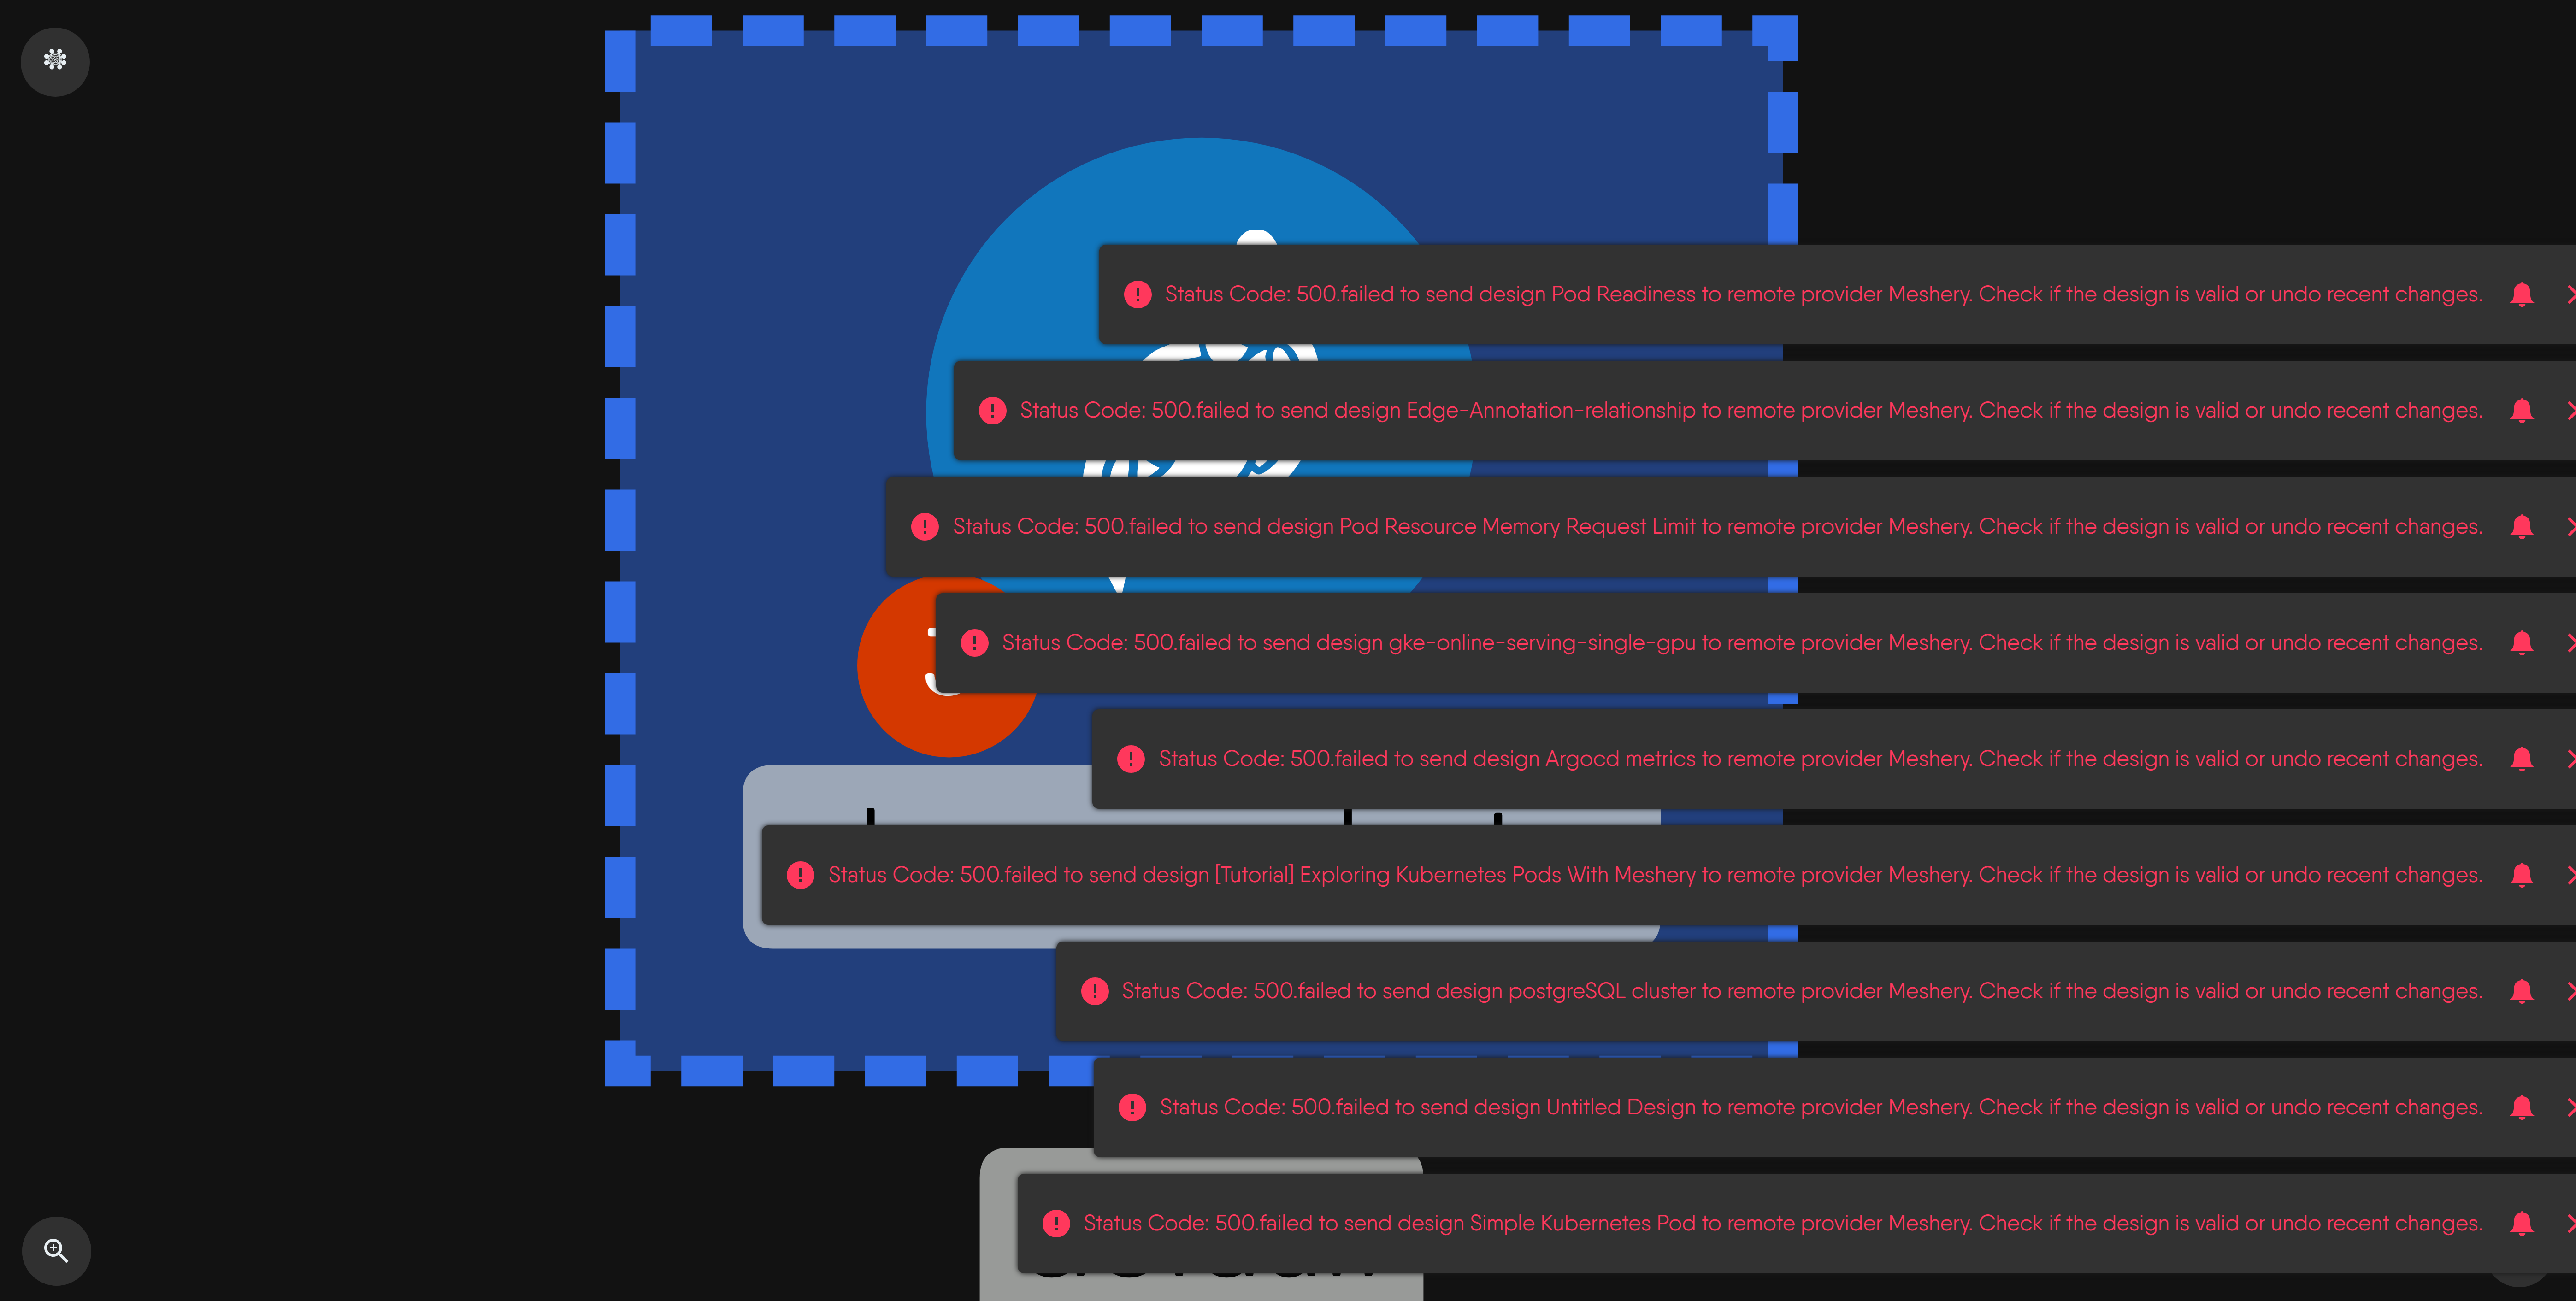 Status Code: 500.failed to send design Pod Readiness to remote provider Meshery. Check if the design is valid or undo recent changes.
Status Code: 500.failed to send design Edge-Annotation-relationship to remote provider Meshery. Check if the design is valid or undo recent changes.
Status Code: 500.failed to send design Pod Resource Memory Request Limit to remote provider Meshery. Check if the design is valid or undo recent changes.
Status Code: 500.failed to send design gke-online-serving-single-gpu to remote provider Meshery. Check if the design is valid or undo recent changes.
Status Code: 500.failed to send design Argocd metrics to remote provider Meshery. Check if the design is valid or undo recent changes.
Status Code: 500.failed to send design [Tutorial] Exploring Kubernetes Pods With Meshery to remote provider Meshery. Check if the design is valid or undo recent changes.
Status Code: 500.failed to send design postgreSQL cluster to remote provider Meshery. Check if the design is valid or undo recent changes.
Status Code: 500.failed to send design Untitled Design to remote provider Meshery. Check if the design is valid or undo recent changes.
Status Code: 500.failed to send design Simple Kubernetes Pod to remote provider Meshery. Check if the design is valid or undo recent changes.